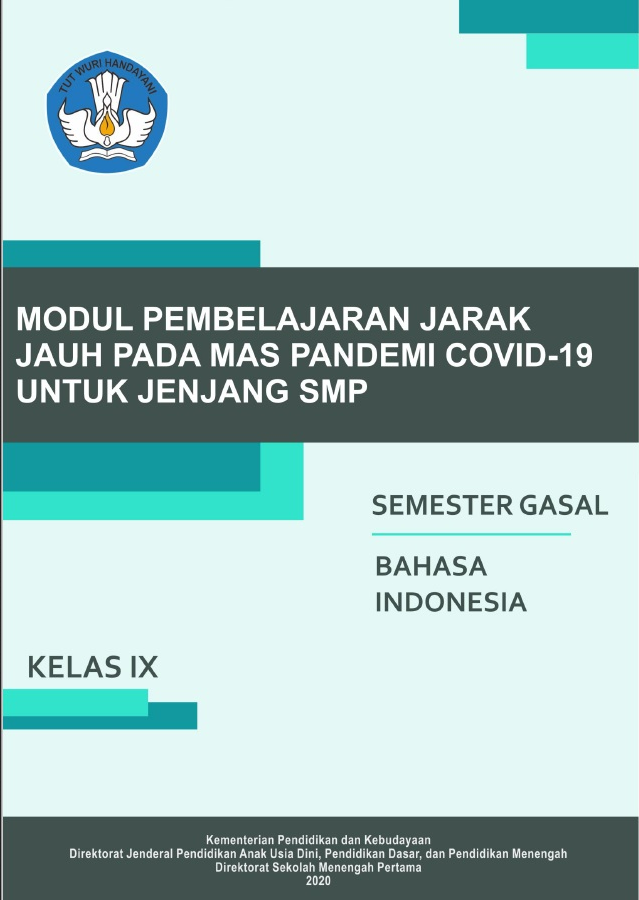 TUT WURI HANDAYANI
MODUL PEMBELAJARAN JARAK
JAUH PADA MAS PANDEMI COVID-19
UNTUK JENJANG SMP
SEMESTER GASAL
BAHASA
INDONESIA
KELAS IX
Kementerian Pendidikan dan Kebudayaan
Direktorat Jenderal Pendidikan Anak Usia Dini, Pendidikan Dasar, dan Pendidikan Menengah
Direktorat Sekolah Menengah Pertama
2020